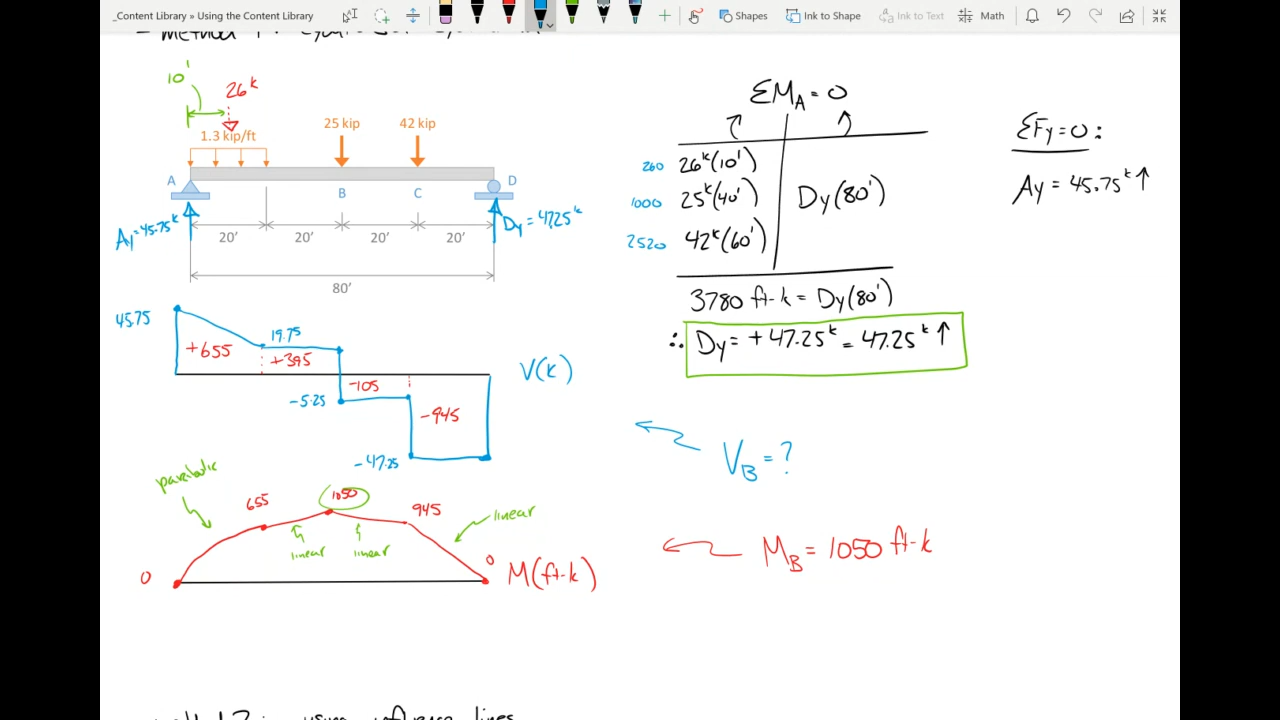 _Content Library » Using the Content Library
Shapes
Ink to Shape
Ink to Text
Math
10'
26k
1.3 kip/ft
25 kip
42 kip
A
B
C
D
Ay=45.75k
Dy=47.25k
20'
20'
20'
20'
80'
ΣMA=0
260
26k(10')
1000
25k(40')
2520
42k(60')
Dy(80')
3780 ft-k = Dy(80')
∴ Dy= +47.25k = 47.25k↑
ΣFy=0:
Ay = 45.75k↑
45.75
19.75
+655
+395
-105
-5.25
-945
-47.25
V(k)
VB = ?
parabolic
655
1050
945
linear
linear
linear
0
0
M(ft-k)
MB = 1050 ft-k
using influence lines